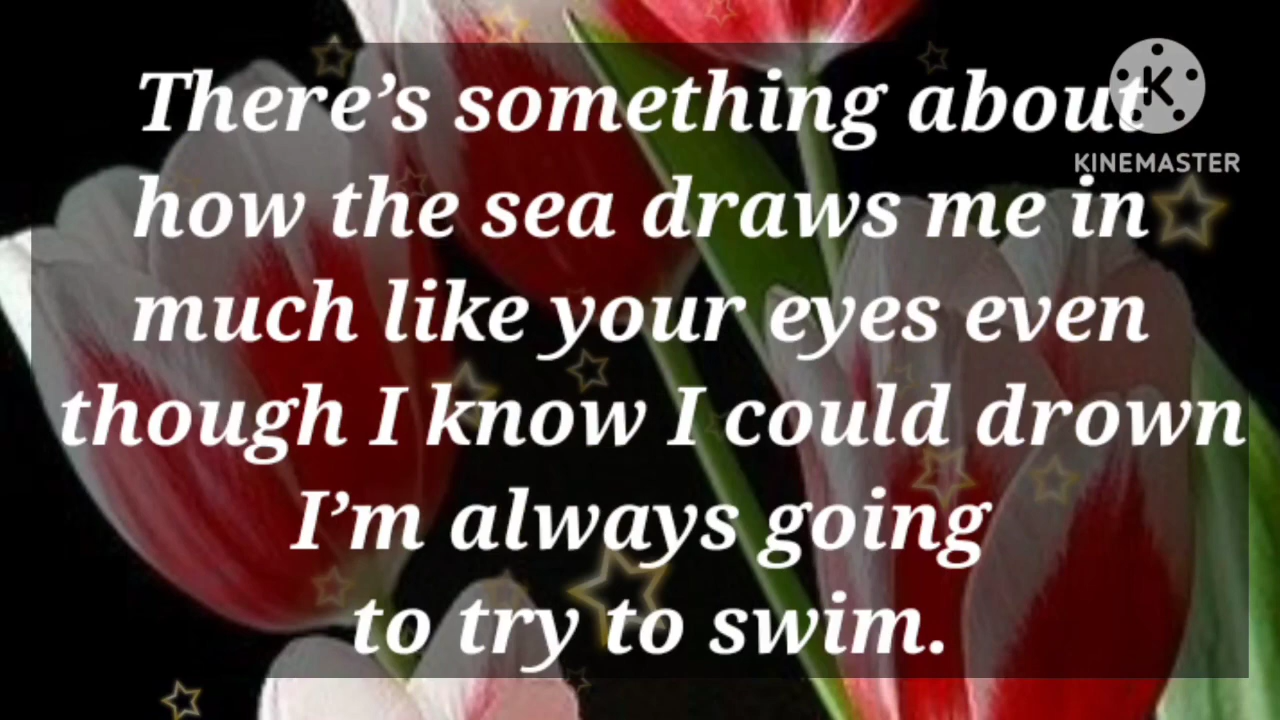 There’s something about
how the sea draws me in
much like your eyes even
though I know I could drown
I’m always going
to try to swim.
K
KINEMASTER